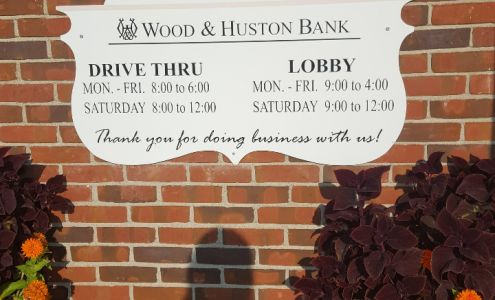 WOOD & HUSTON BANK
DRIVE THRU
MON. - FRI. 8:00 to 6:00
SATURDAY 8:00 to 12:00
LOBBY
MON. - FRI. 9:00 to 4:00
SATURDAY 9:00 to 12:00
Thank you for doing business with us!